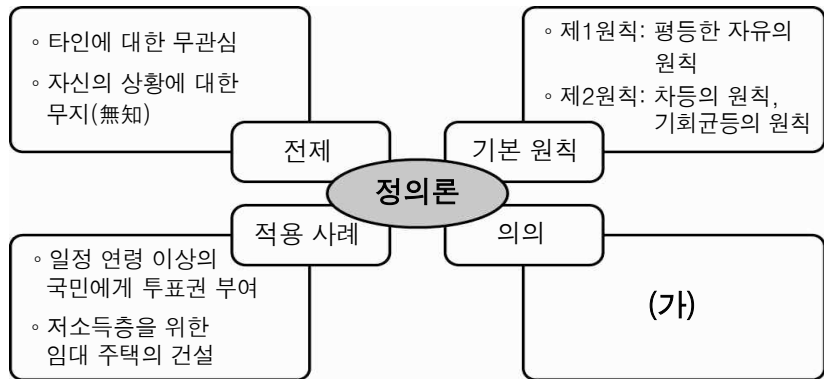 ◦ 타인에 대한 무관심
◦ 자신의 상황에 대한
무지(無知)
전제
◦ 제1원칙: 평등한 자유의
원칙
◦ 제2원칙: 차등의 원칙,
기회균등의 원칙
기본 원칙
정의론
적용 사례
◦ 일정 연령 이상의
국민에게 투표권 부여
◦ 저소득층을 위한
임대 주택의 건설
의의
(가)